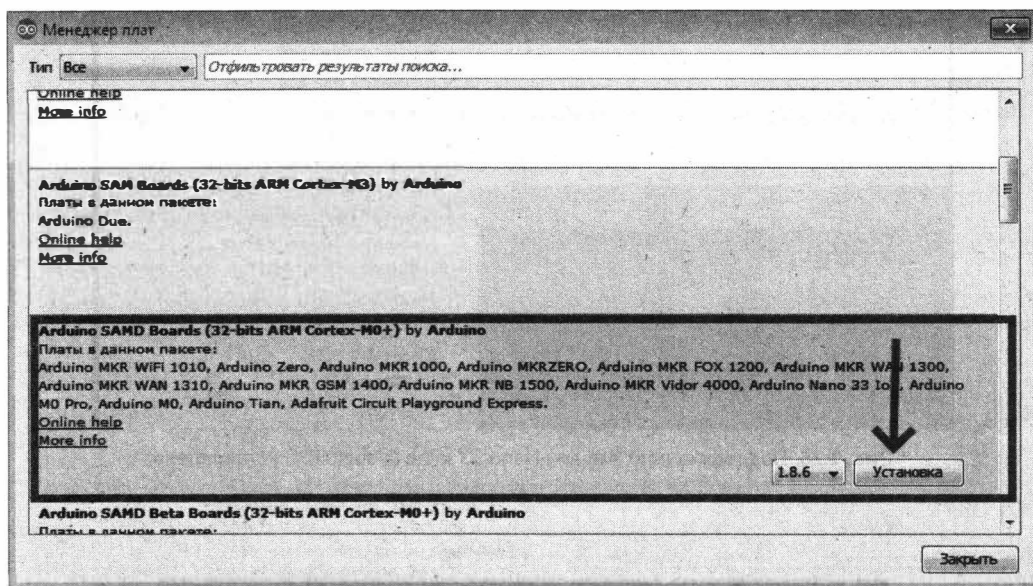 Менеджер плат
Тип Все Отфильтровать результаты поиска...
Online help
More info
Arduino SAM Boards (32-bits ARM Cortex-M3) by Arduino
Платы в данном пакете:
Arduino Due.
Online help
More info
Arduino SAMD Boards (32-bits ARM Cortex-M0+) by Arduino
Платы в данном пакете:
Arduino MKR WiFi 1010, Arduino Zero, Arduino MKR1000, Arduino MKRZERO, Arduino MKR FOX 1200, Arduino MKR WAN 1300,
Arduino MKR WAN 1310, Arduino MKR GSM 1400, Arduino MKR NB 1500, Arduino MKR Vidor 4000, Arduino Nano 33 IoT, Arduino
M0 Pro, Arduino M0, Arduino Tian, Adafruit Circuit Playground Express.
Online help
More info
1.8.6 Установка
Arduino SAMD Beta Boards (32-bits ARM Cortex-M0+) by Arduino
Платы в данном пакете:
Закрыть